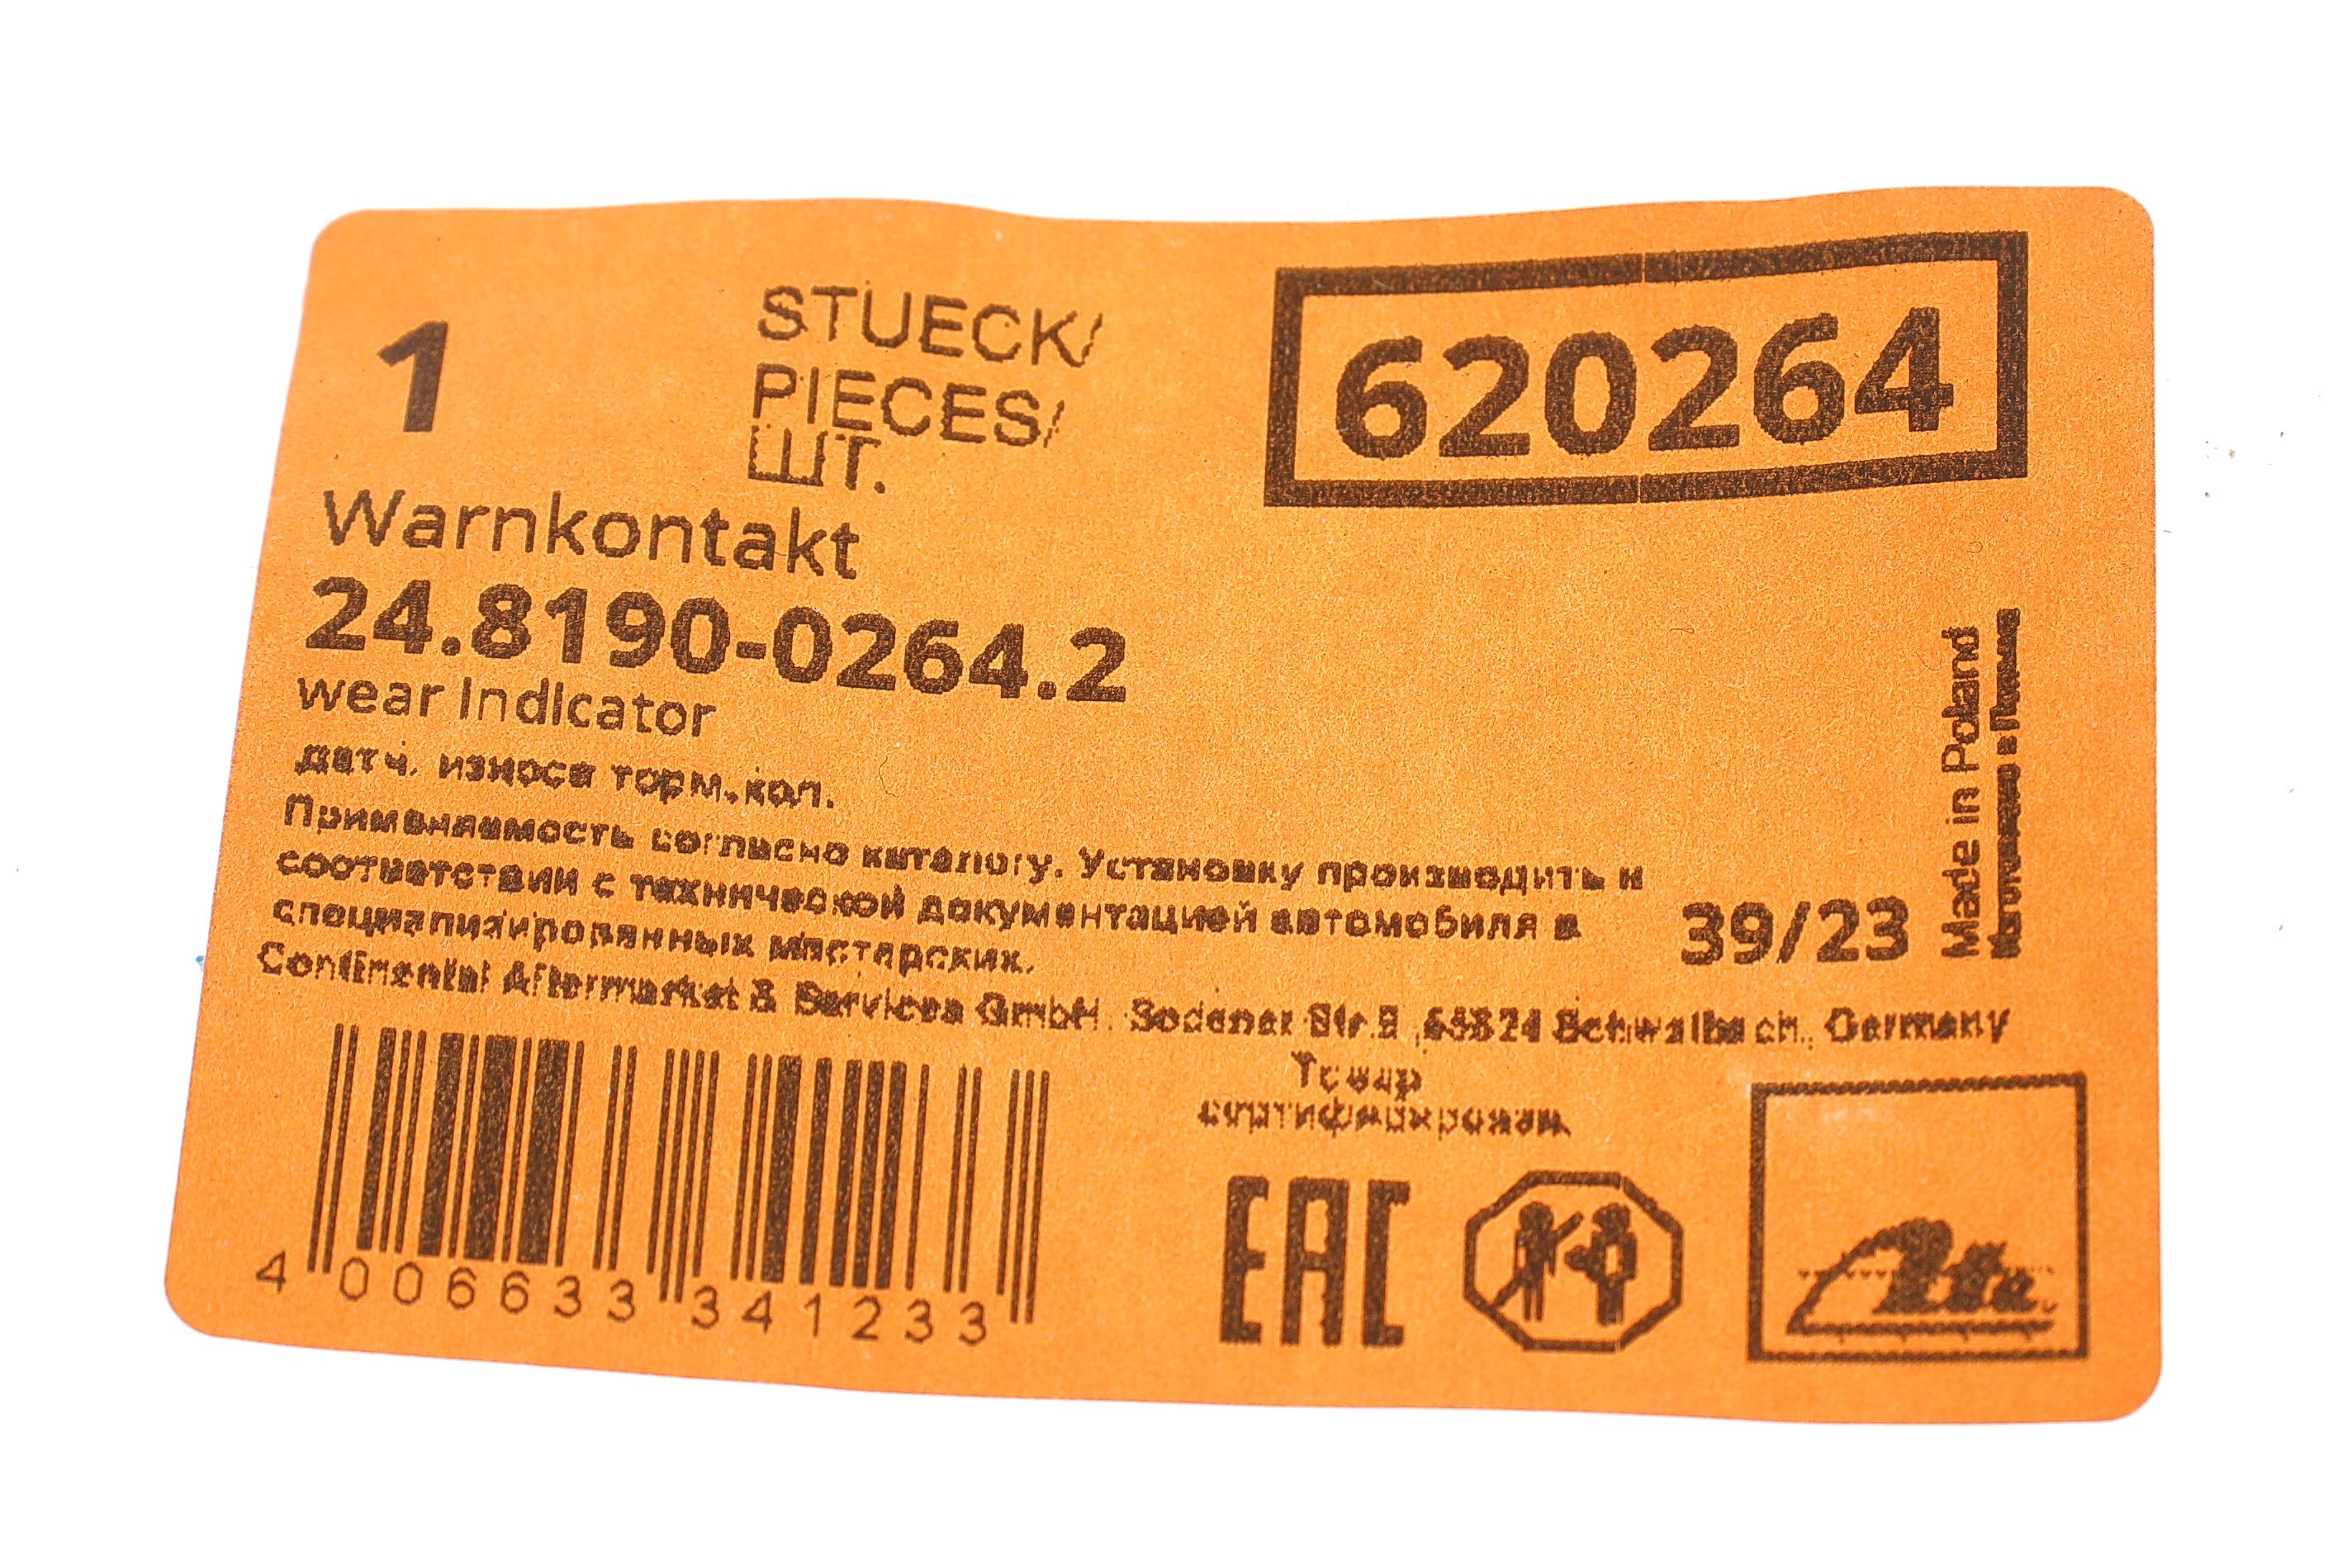 1
STUECK/
PIECES/
ШТ.
620264
Warnkontakt
24.8190-0264.2
wear indicator
датч. износа торм.кол.
Применяемость согласно каталогу. Установку производить в
соответствии с технической документацией автомобиля в
специализированных мастерских.
39/23
Made in Poland
Continental Aftermarket & Services GmbH. Sodener Str.9 ,65824 Schwalbach, Germany
Товар
сертифицирован.
4 006633 341233
EAC
Ate